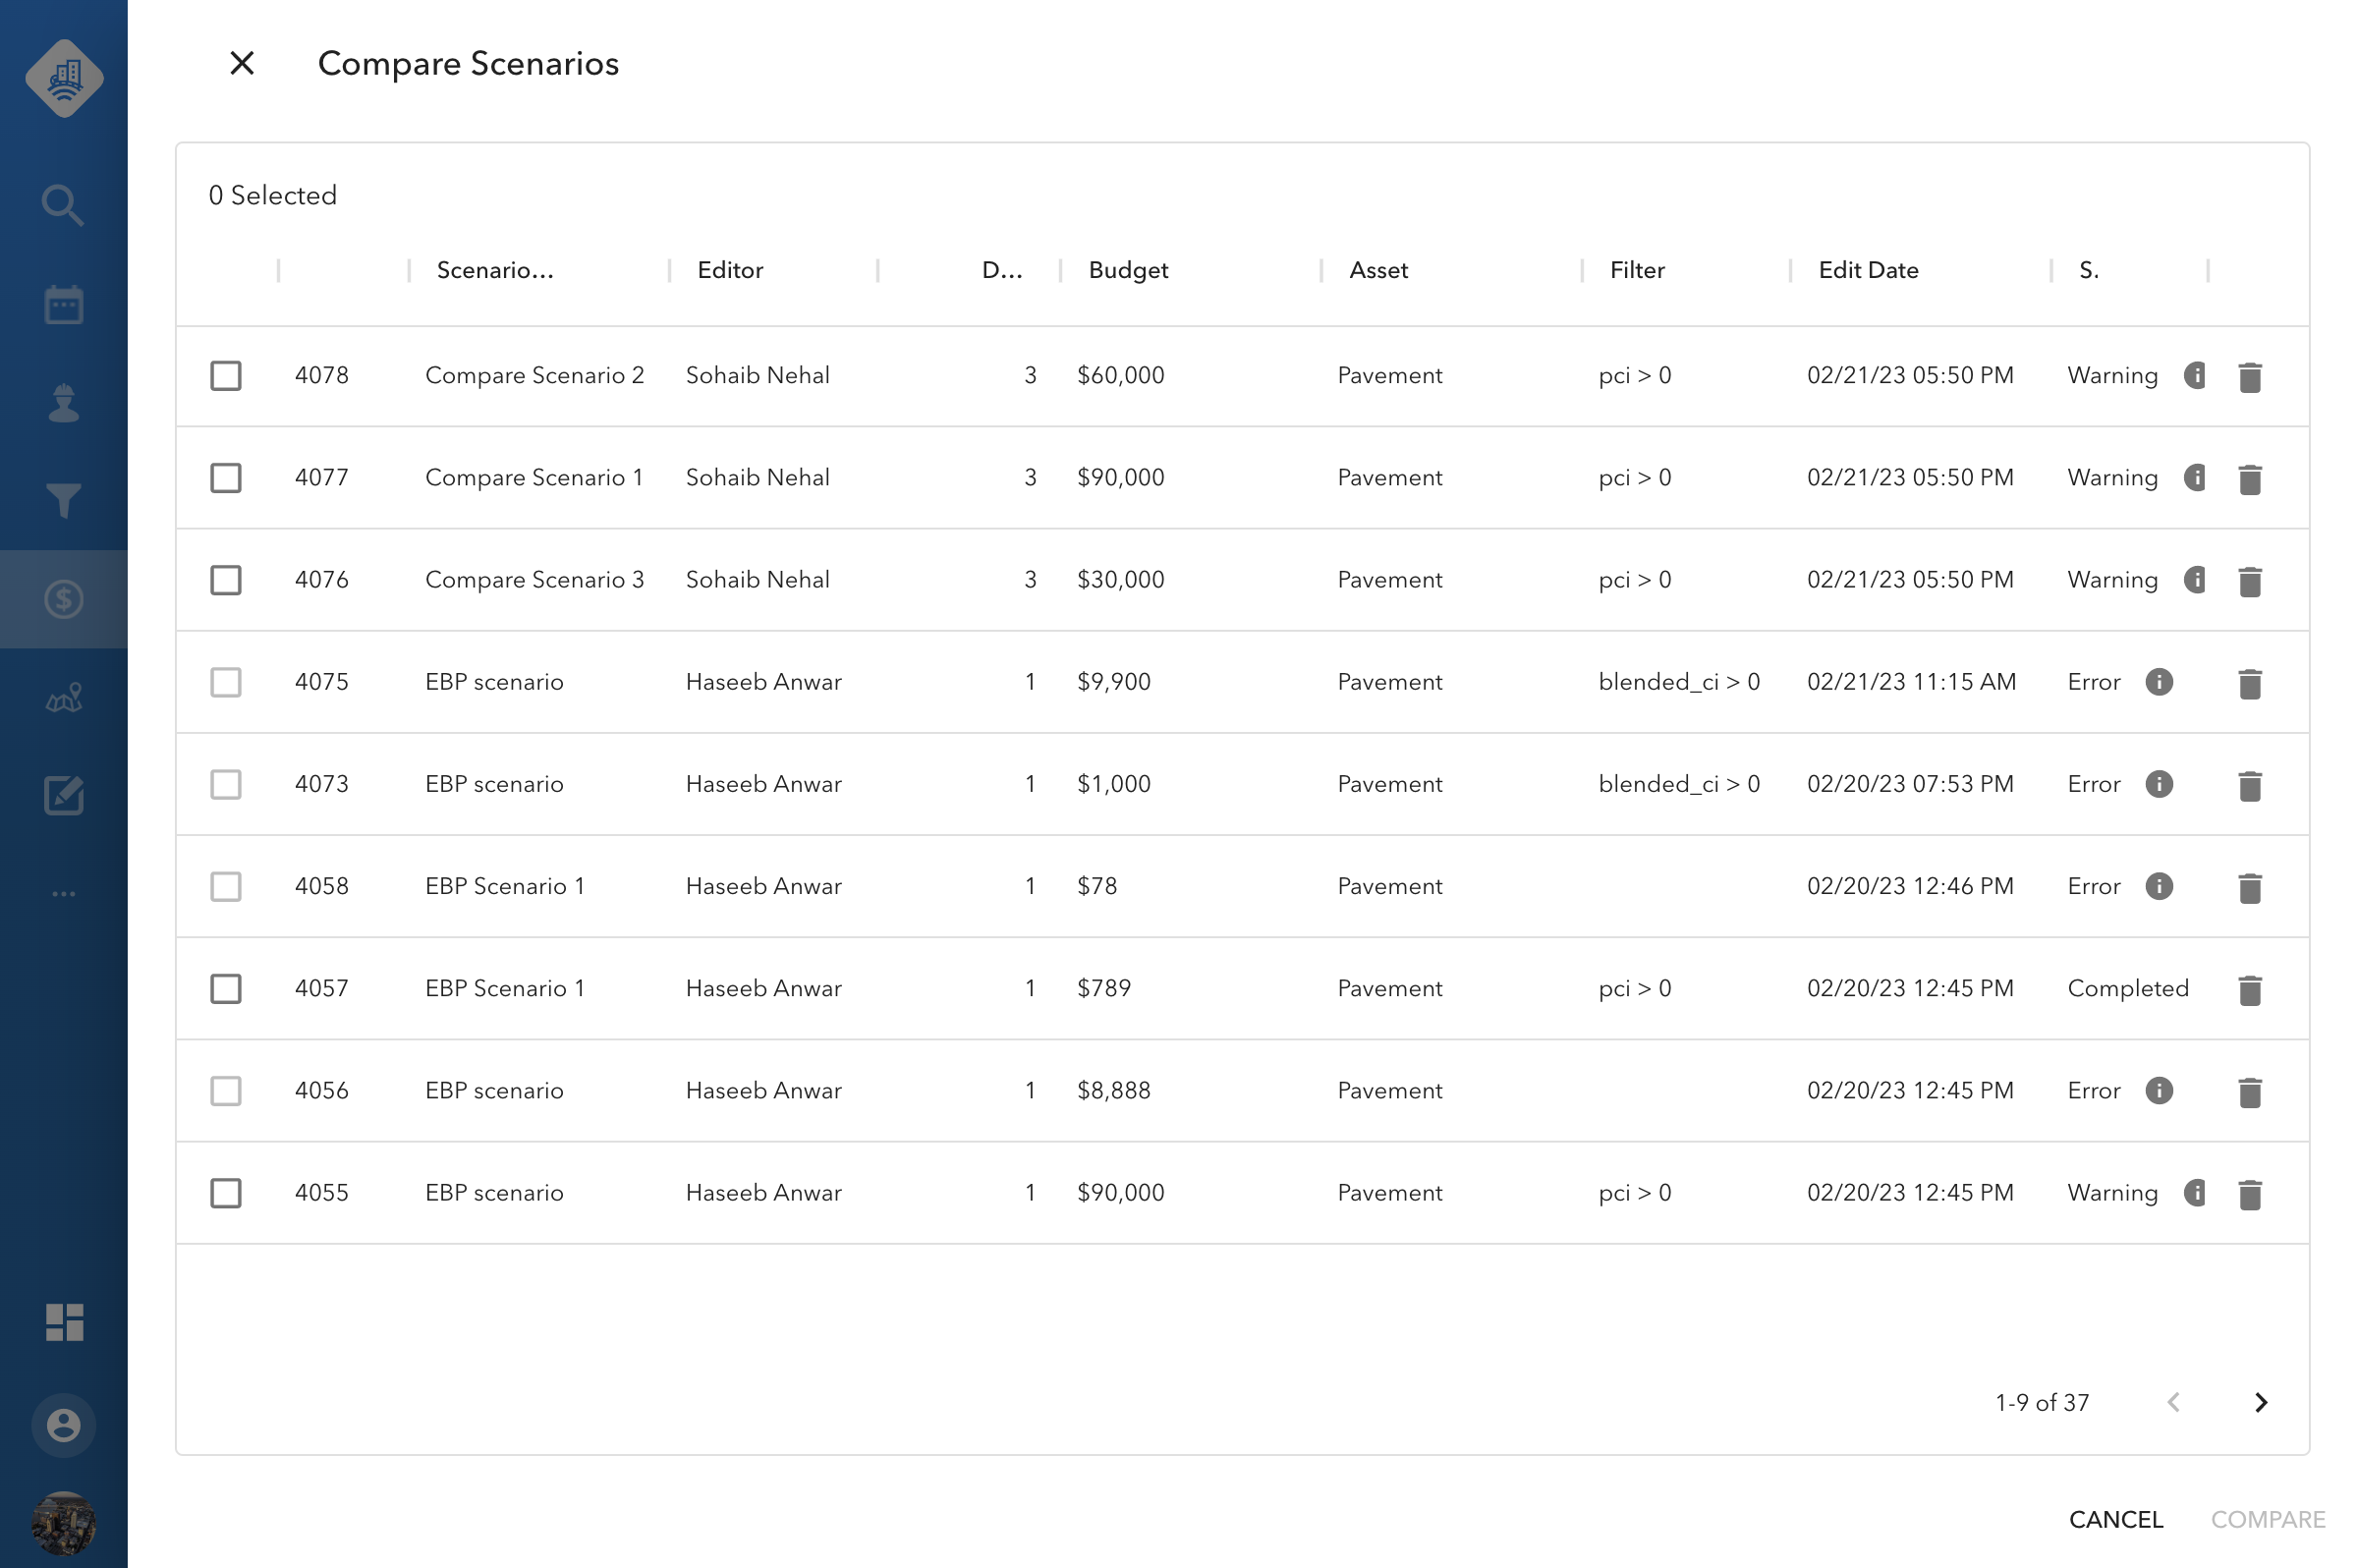 Compare Scenarios
0 Selected
Scenario... Editor D... Budget Asset Filter Edit Date S.
4078 Compare Scenario 2 Sohaib Nehal 3 $60,000 Pavement pci > 0 02/21/23 05:50 PM Warning
4077 Compare Scenario 1 Sohaib Nehal 3 $90,000 Pavement pci > 0 02/21/23 05:50 PM Warning
4076 Compare Scenario 3 Sohaib Nehal 3 $30,000 Pavement pci > 0 02/21/23 05:50 PM Warning
4075 EBP scenario Haseeb Anwar 1 $9,900 Pavement blended_ci > 0 02/21/23 11:15 AM Error
4073 EBP scenario Haseeb Anwar 1 $1,000 Pavement blended_ci > 0 02/20/23 07:53 PM Error
4058 EBP Scenario 1 Haseeb Anwar 1 $78 Pavement 02/20/23 12:46 PM Error
4057 EBP Scenario 1 Haseeb Anwar 1 $789 Pavement pci > 0 02/20/23 12:45 PM Completed
4056 EBP scenario Haseeb Anwar 1 $8,888 Pavement 02/20/23 12:45 PM Error
4055 EBP scenario Haseeb Anwar 1 $90,000 Pavement pci > 0 02/20/23 12:45 PM Warning
1-9 of 37
CANCEL COMPARE